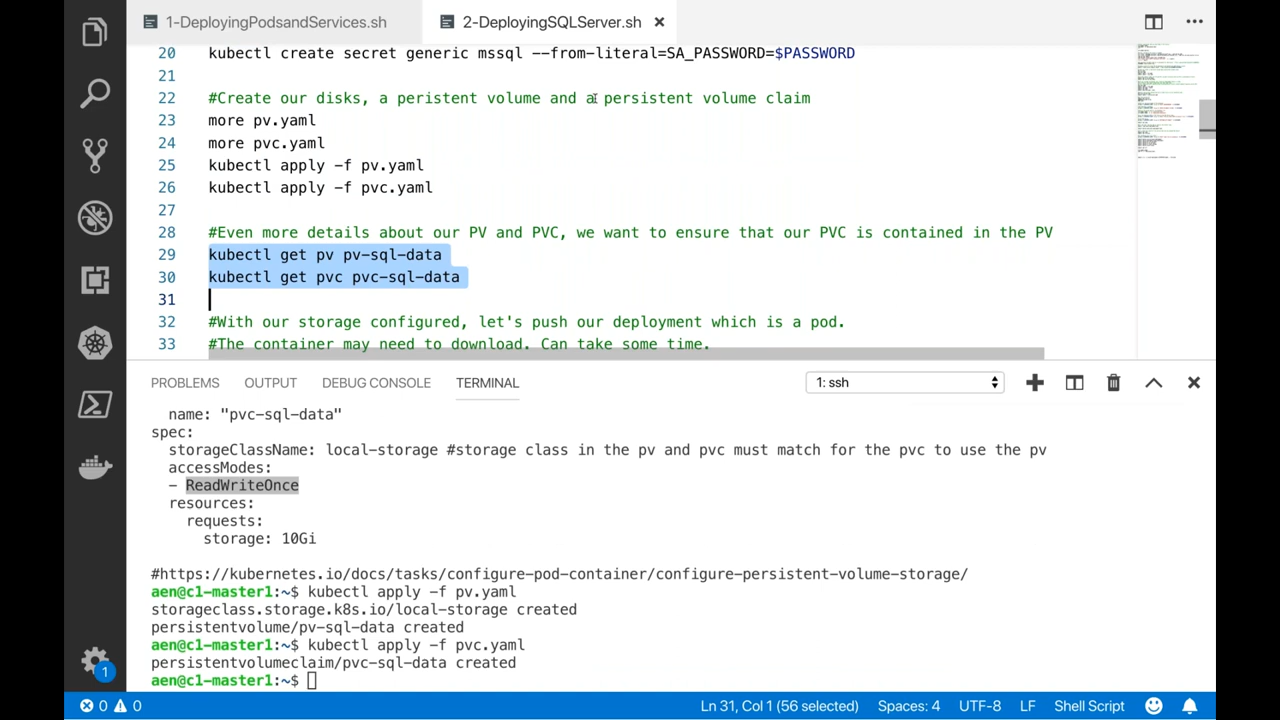 1-DeployingPodsandServices.sh
2-DeployingSQLServer.sh
20 kubectl create secret generic mssql --from-literal=SA_PASSWORD=$PASSWORD
21
22 #Create our disks, a persistent volume and a persistent volume claim
23 more pv.yaml
24 more pvc.yaml
25 kubectl apply -f pv.yaml
26 kubectl apply -f pvc.yaml
27
28 #Even more details about our PV and PVC, we want to ensure that our PVC is contained in the PV
29 kubectl get pv pv-sql-data
30 kubectl get pvc pvc-sql-data
31
32 #With our storage configured, let's push our deployment which is a pod.
33 #The container may need to download. Can take some time.
PROBLEMS OUTPUT DEBUG CONSOLE TERMINAL 1: ssh
name: "pvc-sql-data"
spec:
storageClassName: local-storage #storage class in the pv and pvc must match for the pvc to use the pv
accessModes:
- ReadWriteOnce
resources:
requests:
storage: 10Gi
#https://kubernetes.io/docs/tasks/configure-pod-container/configure-persistent-volume-storage/
aen@c1-master1:~$ kubectl apply -f pv.yaml
storageclass.storage.k8s.io/local-storage created
persistentvolume/pv-sql-data created
aen@c1-master1:~$ kubectl apply -f pvc.yaml
persistentvolumeclaim/pvc-sql-data created
aen@c1-master1:~$
1
0 0 Ln 31, Col 1 (56 selected) Spaces: 4 UTF-8 LF Shell Script